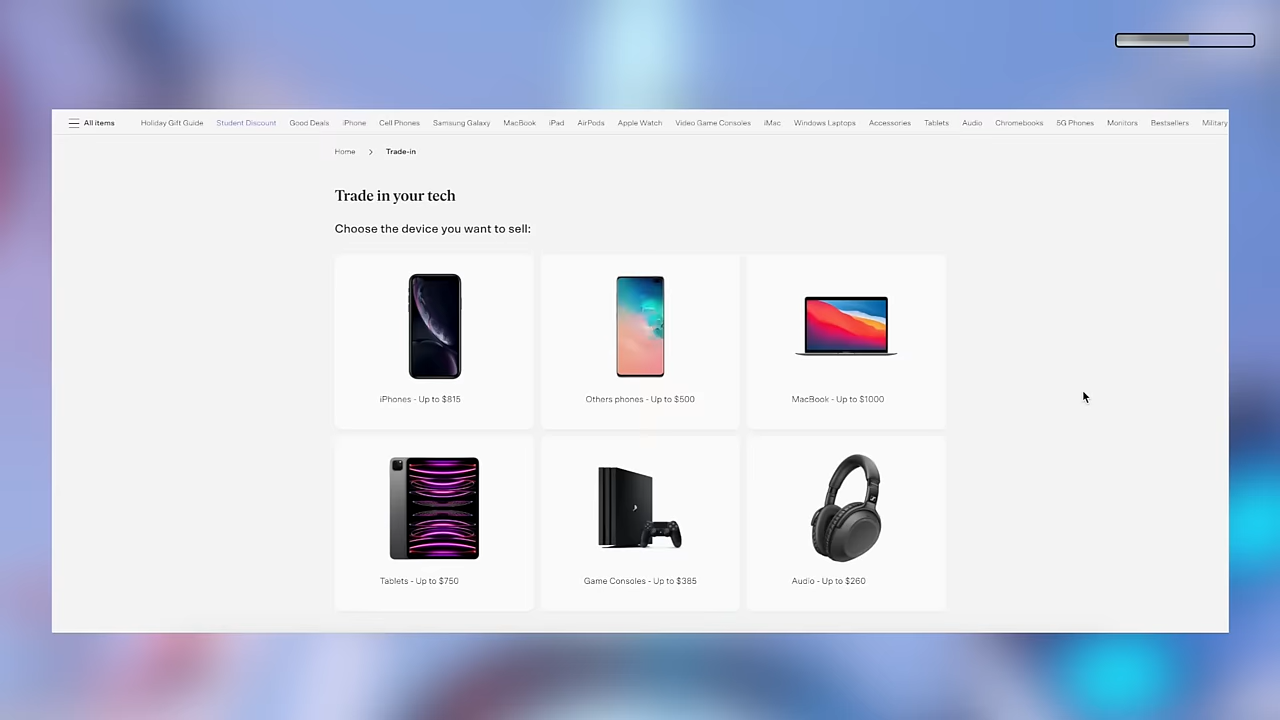 All items Holiday Gift Guide Student Discount Good Deals iPhone Cell Phones Samsung Galaxy MacBook iPad AirPods Apple Watch Video Game Consoles iMac Windows Laptops Accessories Tablets Audio Chromebooks 5G Phones Monitors Bestsellers Military
Home > Trade-in
Trade in your tech
Choose the device you want to sell:
iPhones - Up to $815 Others phones - Up to $500 MacBook - Up to $1000
Tablets - Up to $750 Game Consoles - Up to $385 Audio - Up to $260